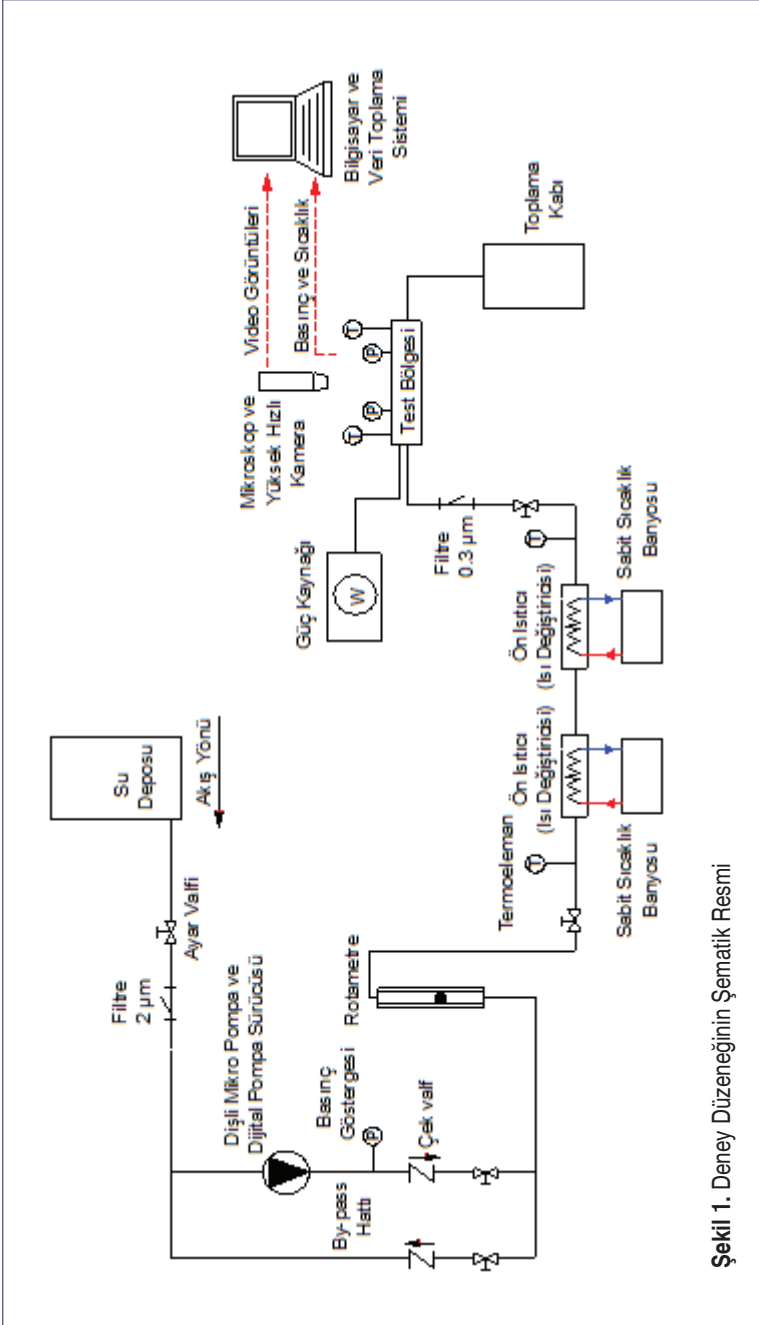 Su
Deposu
Akış Yönü
Ayar Valfi
Filtre
2 µm
Dişli Mikro Pompa ve
Dijital Pompa Sürücüsü
Basınç
Göstergesi
P
Çek valf
By-pass
Hattı
Rotametre
Termoeleman
T
Ön Isıtıcı
(Isı Değiştiricisi)
Sabit Sıcaklık
Banyosu
Ön Isıtıcı
(Isı Değiştiricisi)
Sabit Sıcaklık
Banyosu
T
Filtre
0.3 µm
Güç Kaynağı
W
Mikroskop ve
Yüksek Hızlı
Kamera
T
P
P
T
Test Bölgesi
Video Görüntüleri
Basınç ve Sıcaklık
Bilgisayar ve
Veri Toplama
Sistemi
Toplama
Kabı
Şekil 1. Deney Düzeneğinin Şematik Resmi